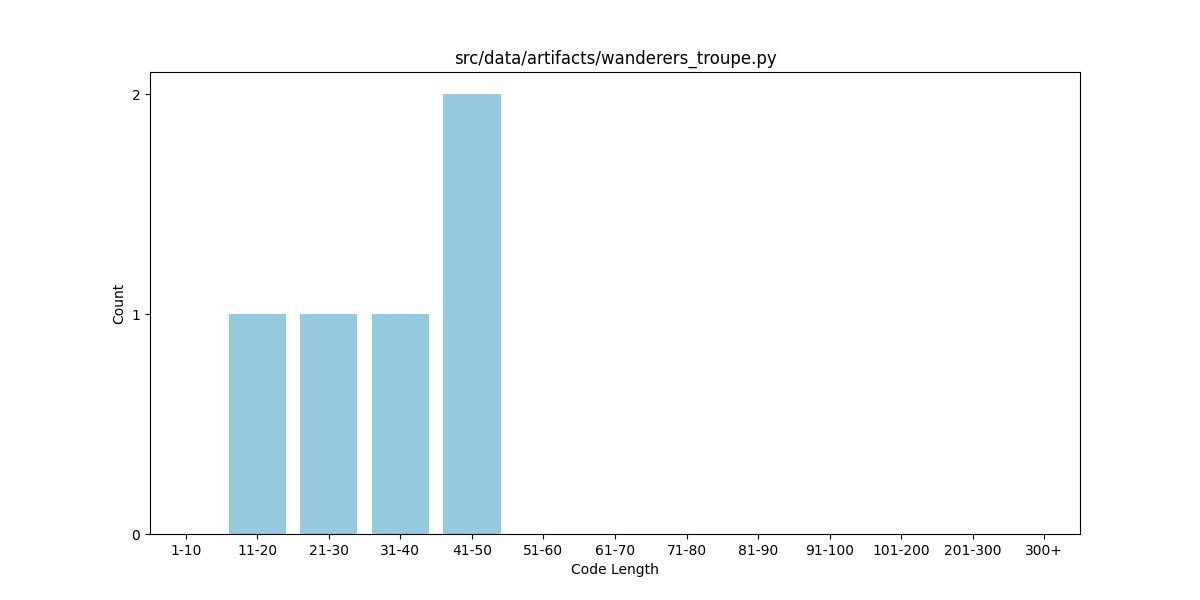 src/data/artifacts/wanderers_troupe.py
2
1
0
Count
1-10 11-20 21-30 31-40 41-50 51-60 61-70 71-80 81-90 91-100 101-200 201-300 300+
Code Length